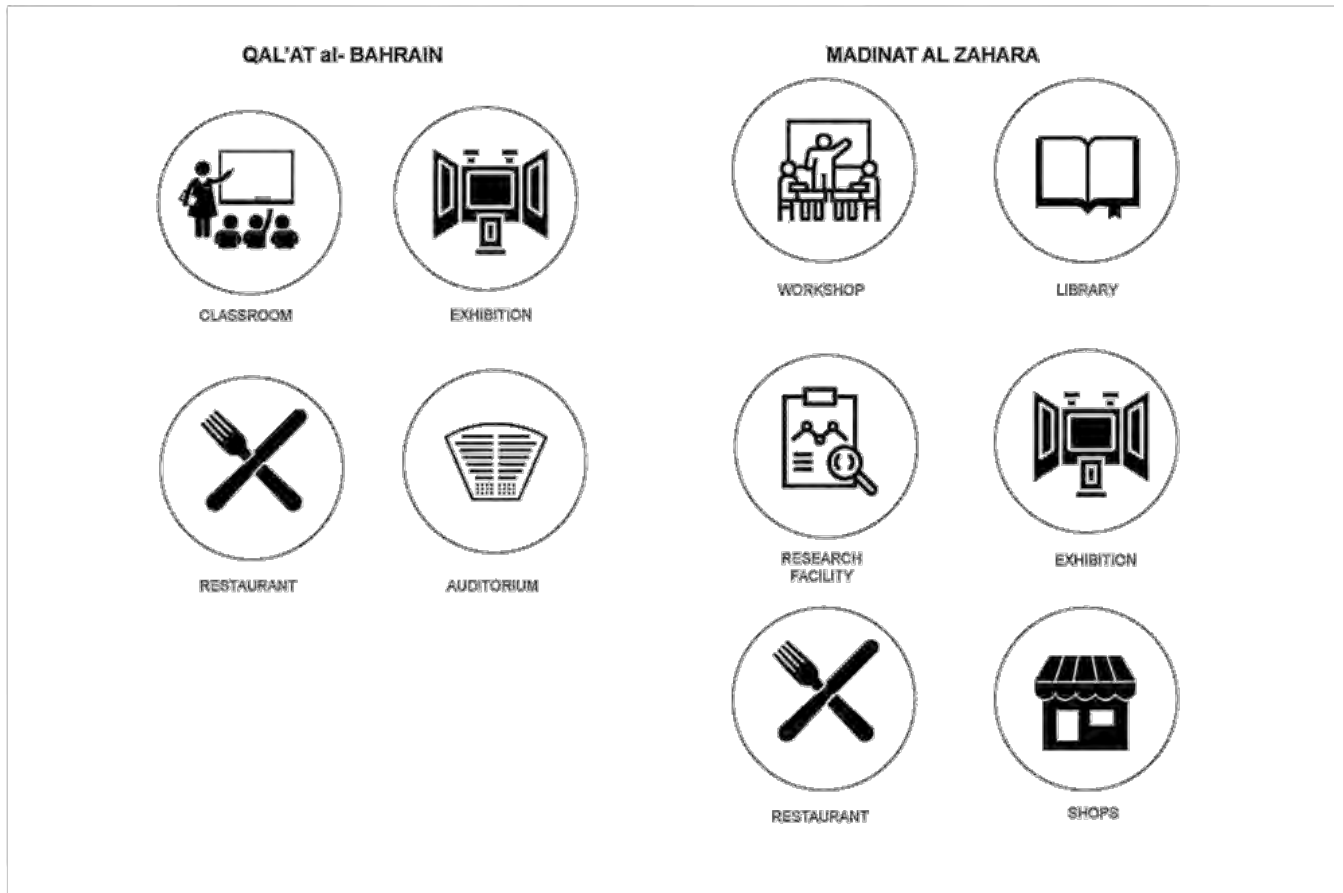 QAL'AT al- BAHRAIN
CLASSROOM
EXHIBITION
RESTAURANT
AUDITORIUM
MADINAT AL ZAHARA
WORKSHOP
LIBRARY
RESEARCH
FACILITY
EXHIBITION
RESTAURANT
SHOPS